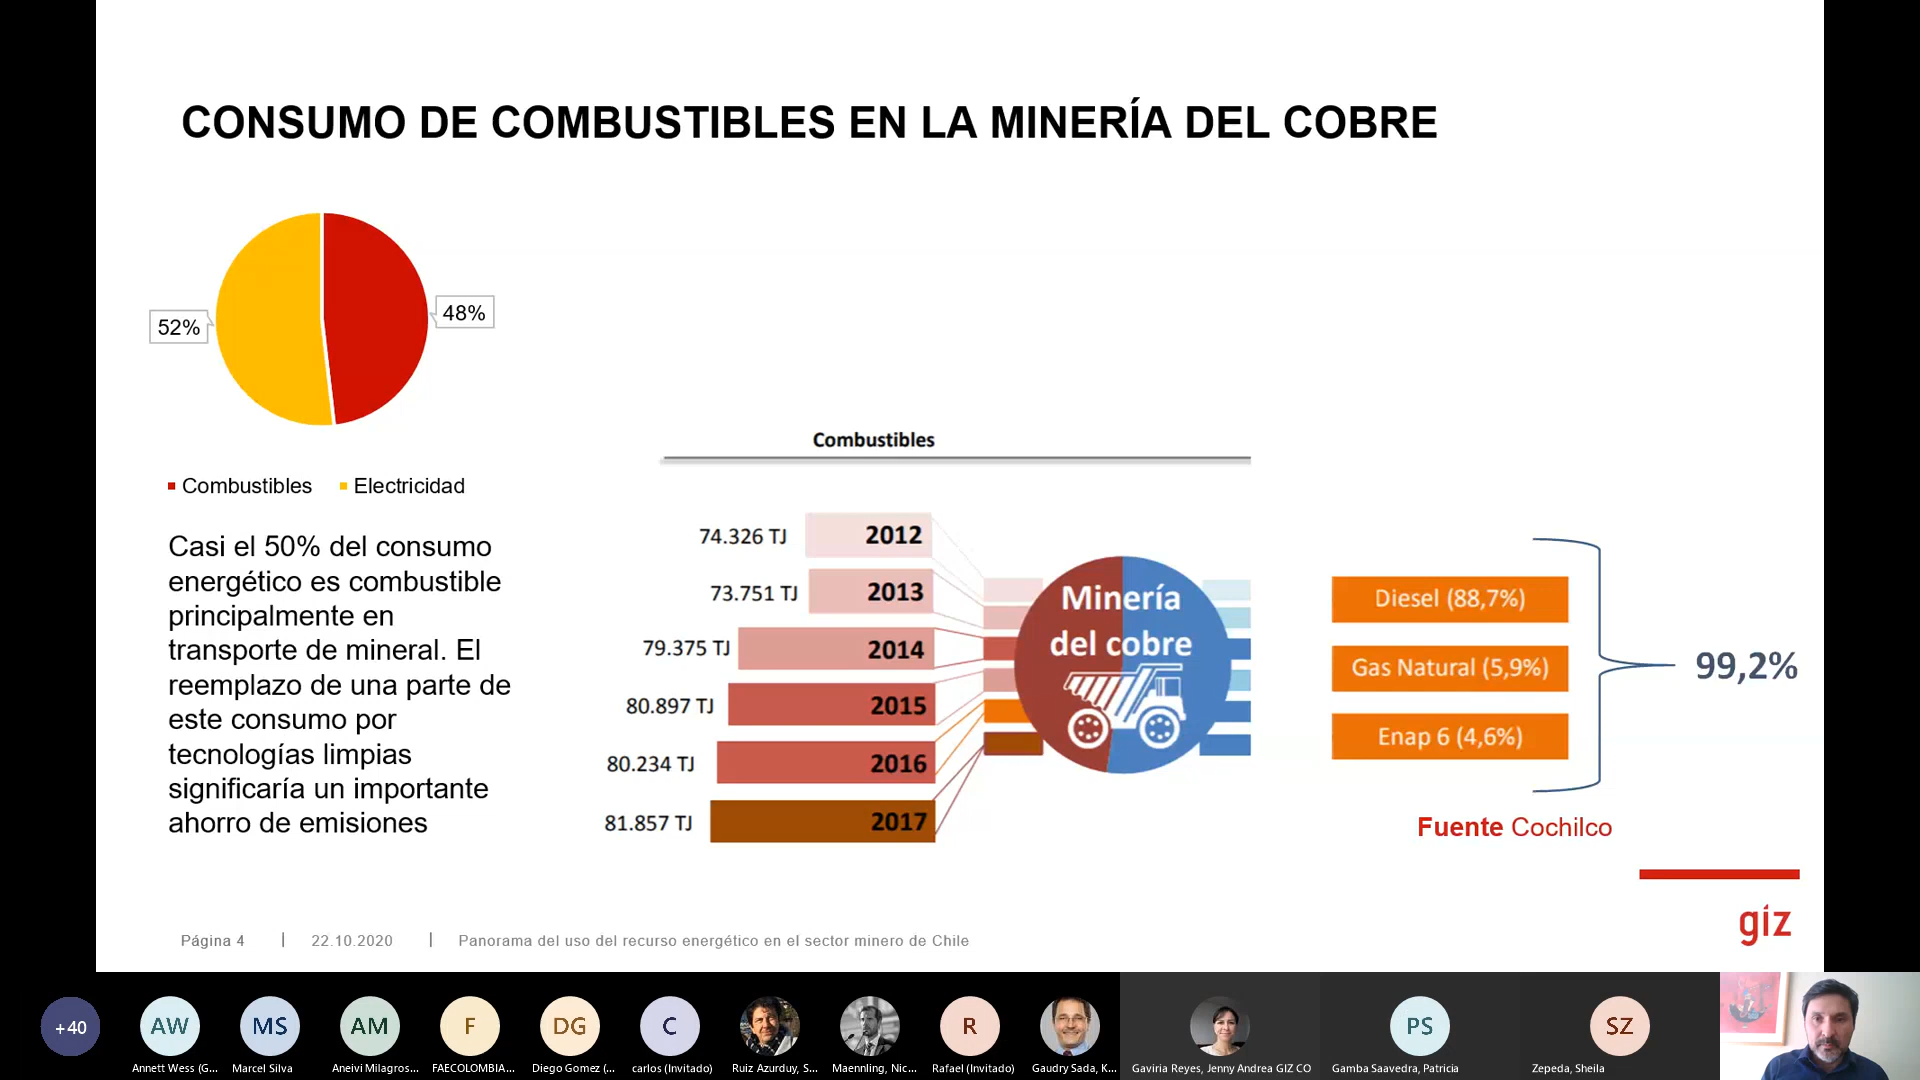 CONSUMO DE COMBUSTIBLES EN LA MINERÍA DEL COBRE
52%
48%
Combustibles
Electricidad
Casi el 50% del consumo
energético es combustible
principalmente en
transporte de mineral. El
reemplazo de una parte de
este consumo por
tecnologías limpias
significaría un importante
ahorro de emisiones
Combustibles
74.326 TJ 2012
73.751 TJ 2013
79.375 TJ 2014
80.897 TJ 2015
80.234 TJ 2016
81.857 TJ 2017
Minería
del cobre
Diesel (88,7%)
Gas Natural (5,9%)
Enap 6 (4,6%)
99,2%
Fuente Cochilco
giz
Página 4 | 22.10.2020 | Panorama del uso del recurso energético en el sector minero de Chile
+40 AW MS AM F DG C R PS SZ
Annett Wess (G... Marcel Silva Aneivi Milagros... FAECOLOMBIA... Diego Gomez (... carlos (Invitado) Ruiz Azurduy, S... Maennling, Nic... Rafael (Invitado) Gaudry Sada, K... Gaviria Reyes, Jenny Andrea GIZ CO Gamba Saavedra, Patricia Zepeda, Sheila